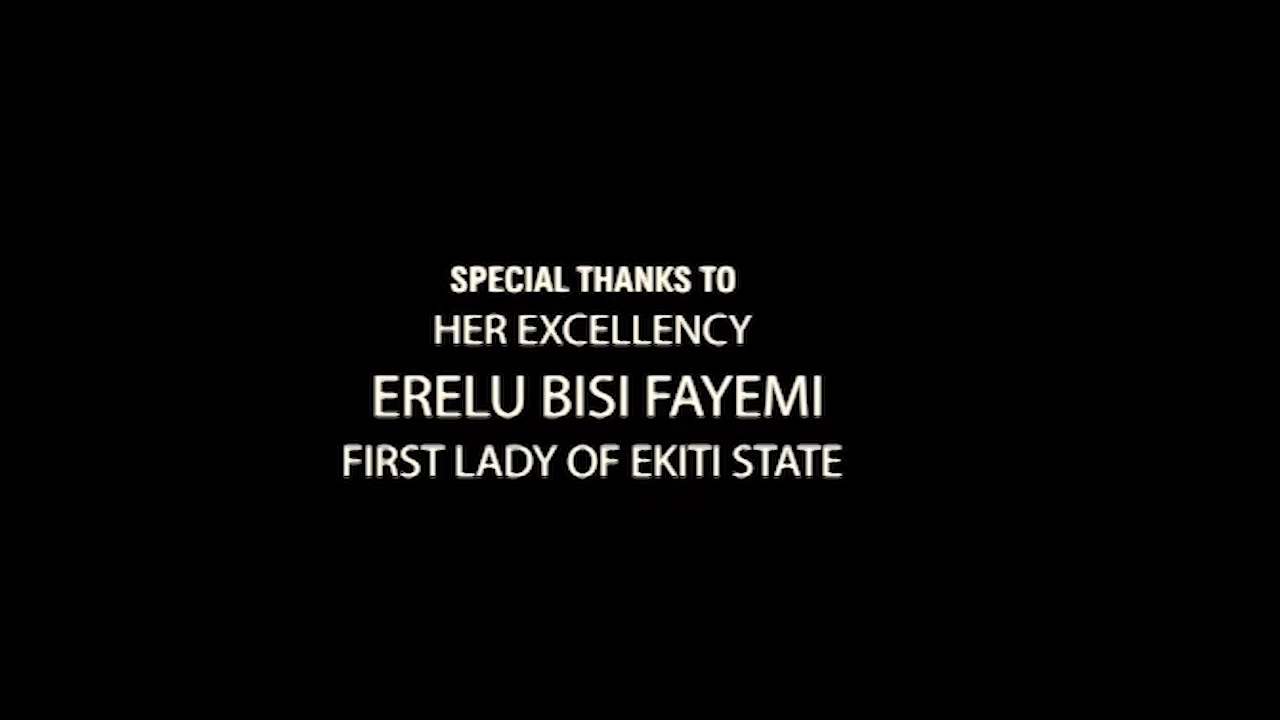 SPECIAL THANKS TO
HER EXCELLENCY
ERELU BISI FAYEMI
FIRST LADY OF EKITI STATE